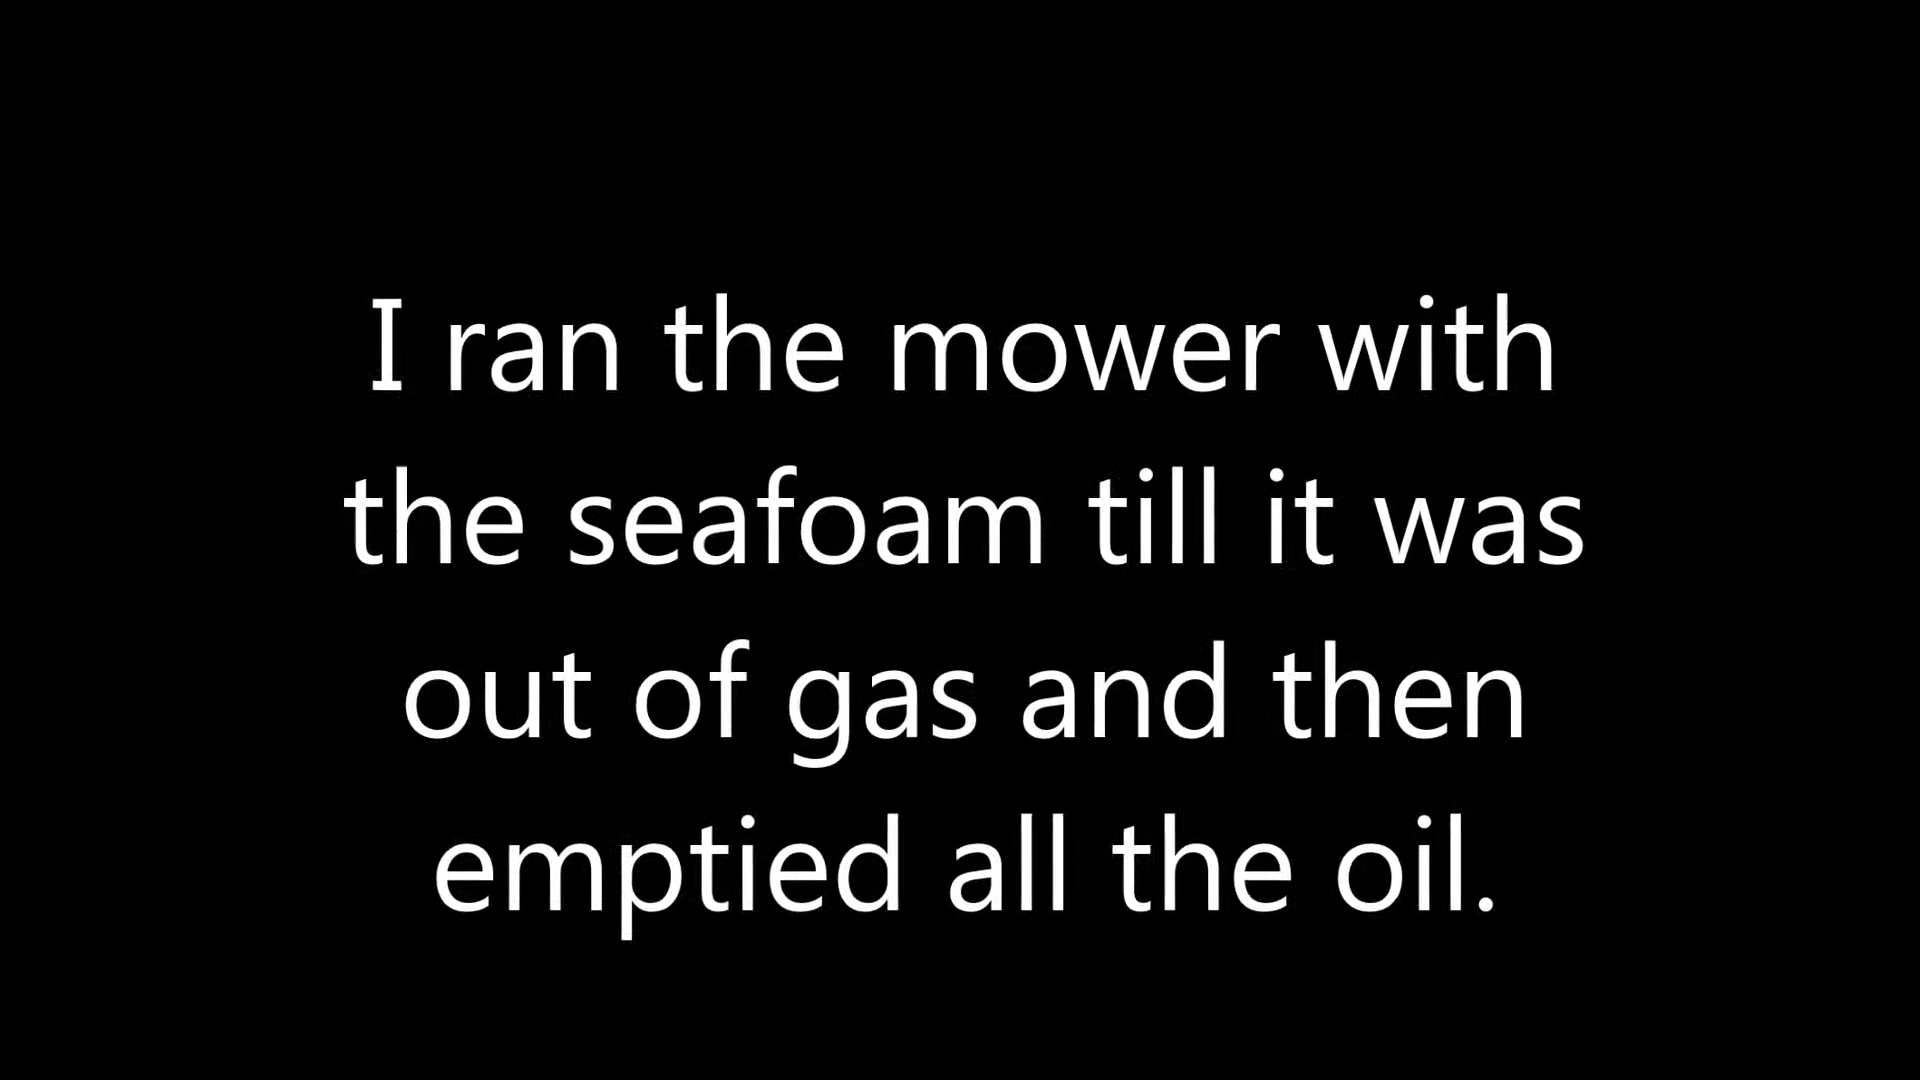 I ran the mower with
the seafoam till it was
out of gas and then
emptied all the oil.